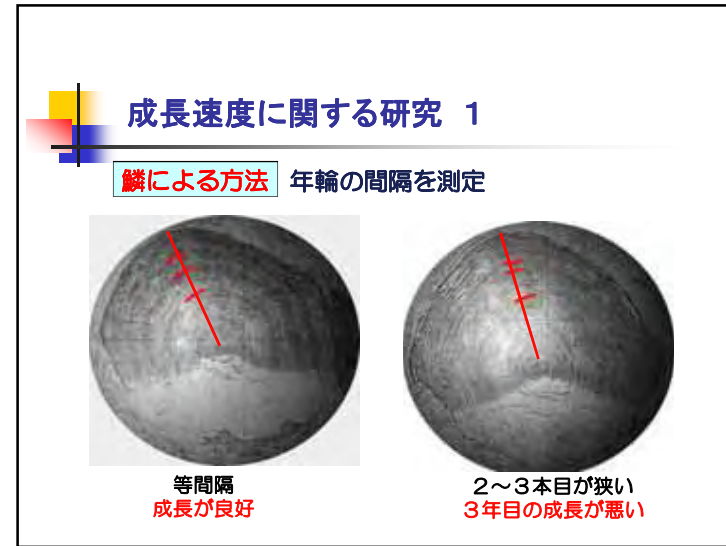 成長速度に関する研究　1
鱗による方法　年輪の間隔を測定
等間隔
成長が良好
２～３本目が狭い
３年目の成長が悪い